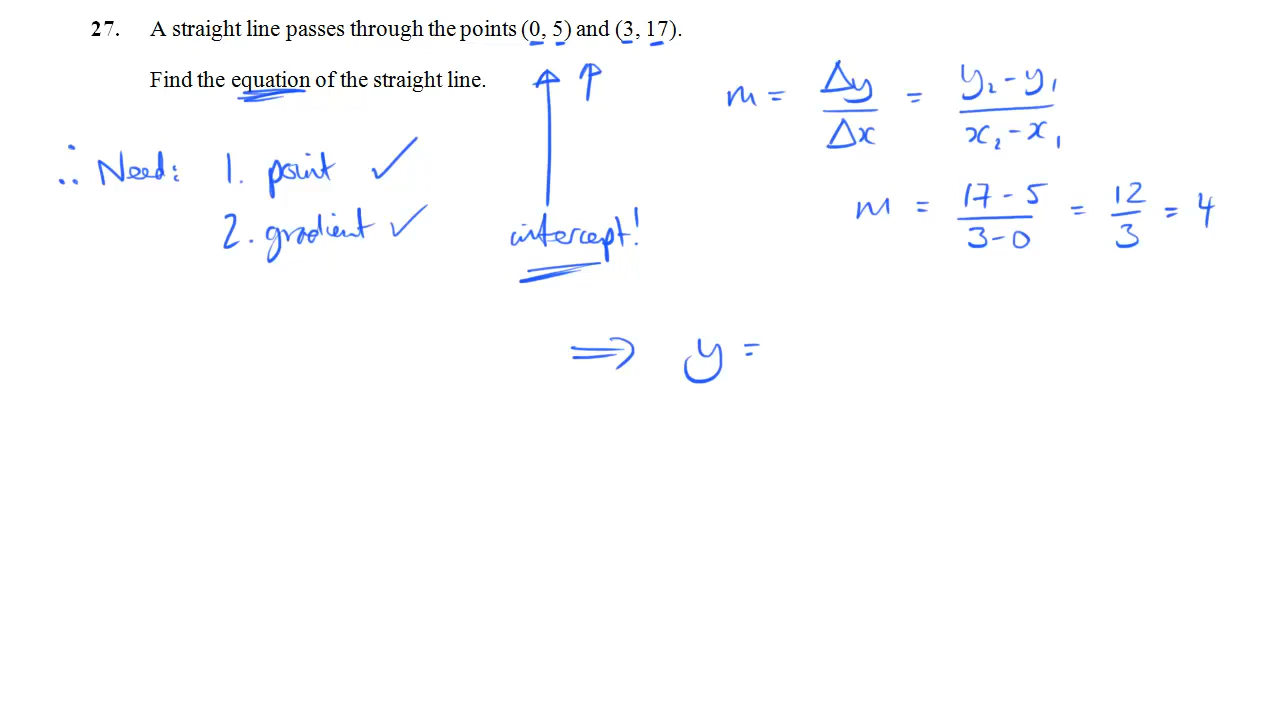 27. A straight line passes through the points (0, 5) and (3, 17).
Find the equation of the straight line.
m = Δy/Δx = y₂-y₁/x₂-x₁
∴ Need: 1. point ✓
2. gradient ✓
intercept!
m = 17-5/3-0 = 12/3 = 4
⇒ y =